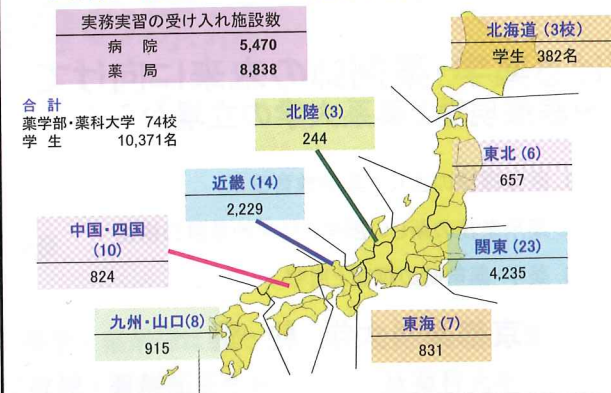 実務実習の受け入れ施設数
病院 5,470
薬局 8,838
合計
薬学部・薬科大学 74校
学生 10,371名
北海道(3校)
学生 382名
北陸(3)
244
東北(6)
657
近畿(14)
2,229
中国・四国
(10)
824
関東(23)
4,235
九州・山口(8)
915
東海(7)
831